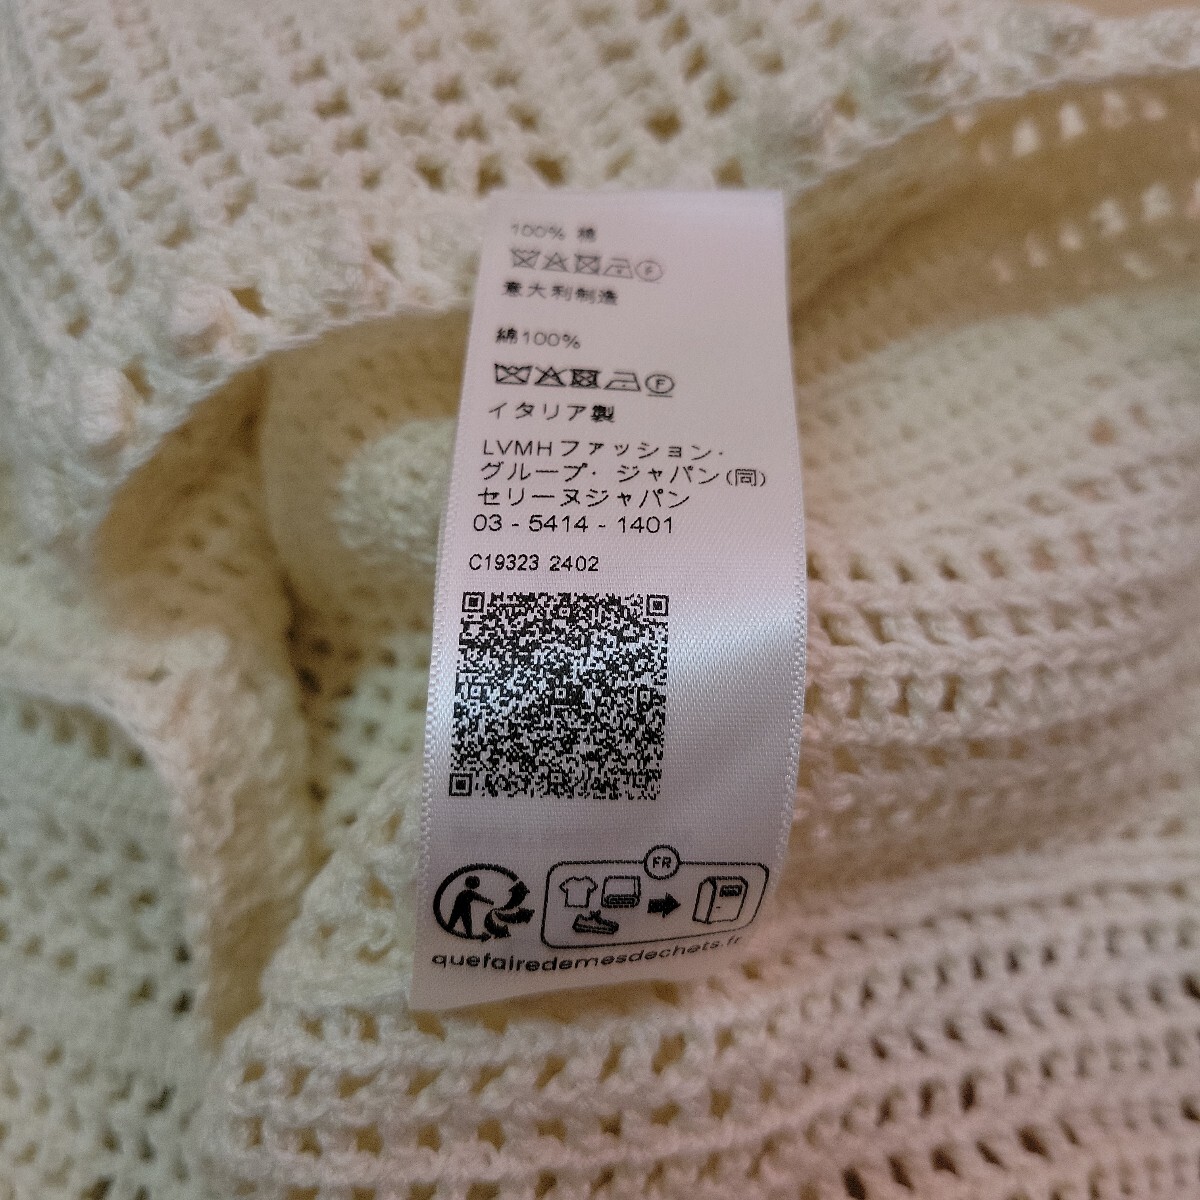 100% 棉
F
意大利制造
綿100%
F
イタリア製
LVMHファッション・
グループ・ジャパン(同)
セリーヌジャパン
03 - 5414 - 1401
C19323 2402
FR
quefairedemesdechets.fr